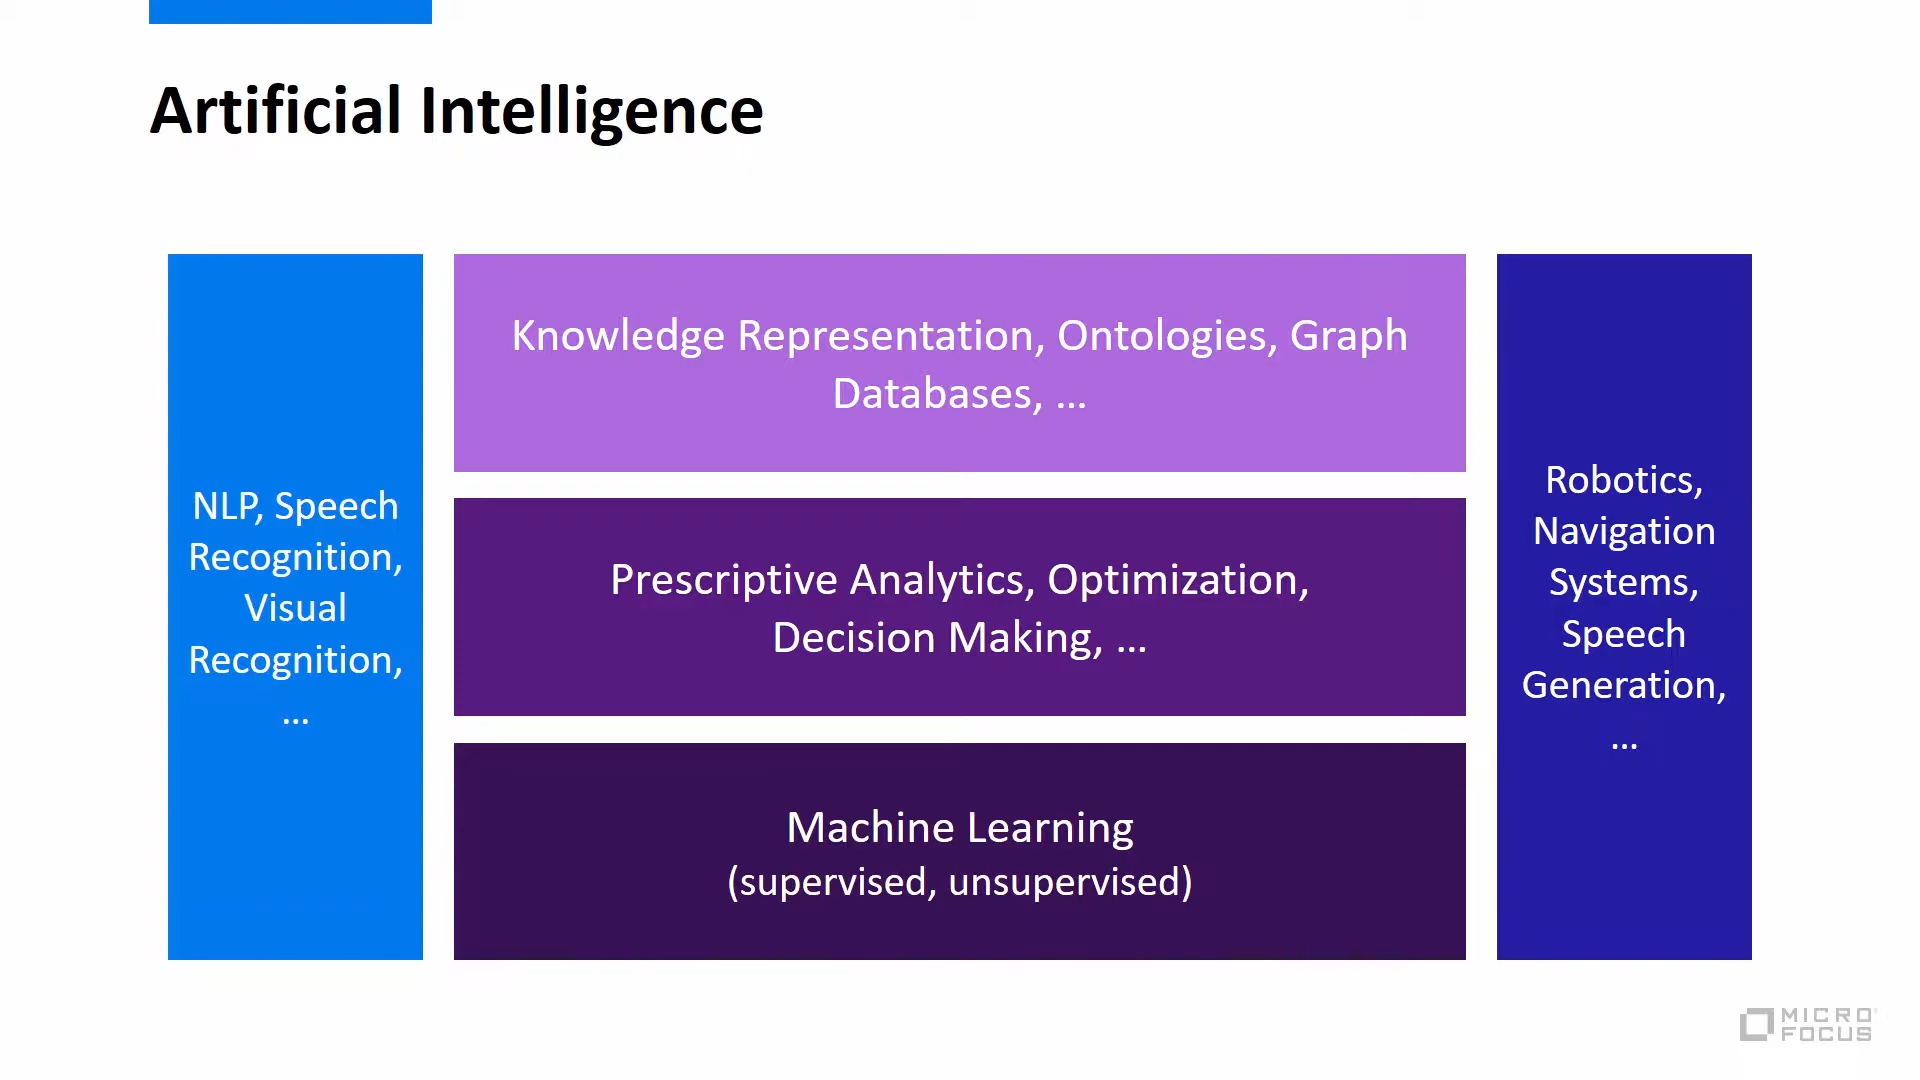 Artificial Intelligence
NLP, Speech
Recognition,
Visual
Recognition,
...
Knowledge Representation, Ontologies, Graph
Databases, ...
Prescriptive Analytics, Optimization,
Decision Making, ...
Machine Learning
(supervised, unsupervised)
Robotics,
Navigation
Systems,
Speech
Generation,
...
MICRO
FOCUS